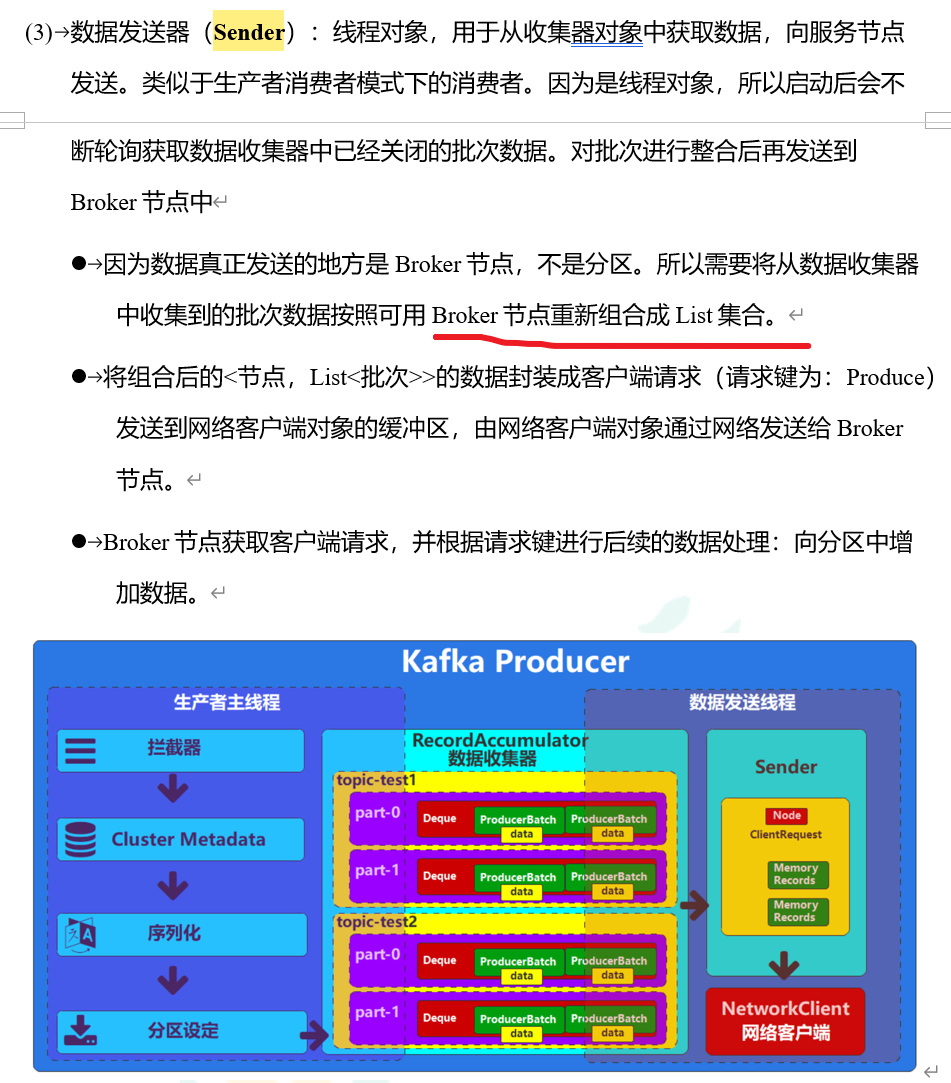 (3)→数据发送器（Sender）：线程对象，用于从收集器对象中获取数据，向服务节点
发送。类似于生产者消费者模式下的消费者。因为是线程对象，所以启动后会不
断轮询获取数据收集器中已经关闭的批次数据。对批次进行整合后再发送到
Broker 节点中↵
●→因为数据真正发送的地方是 Broker 节点，不是分区。所以需要将从数据收集器
中收集到的批次数据按照可用 Broker 节点重新组合成 List 集合。↵
●→将组合后的<节点，List<批次>>的数据封装成客户端请求（请求键为：Produce）
发送到网络客户端对象的缓冲区，由网络客户端对象通过网络发送给 Broker
节点。↵
●→Broker 节点获取客户端请求，并根据请求键进行后续的数据处理：向分区中增
加数据。↵
Kafka Producer
生产者主线程
拦截器
Cluster Metadata
序列化
A
分区设定
RecordAccumulator
数据收集器
topic-test1
part-0
Deque
ProducerBatch
data
ProducerBatch
data
part-1
Deque
ProducerBatch
data
ProducerBatch
data
topic-test2
part-0
Deque
ProducerBatch
data
ProducerBatch
data
part-1
Deque
ProducerBatch
data
ProducerBatch
data
数据发送线程
Sender
Node
ClientRequest
Memory
Records
Memory
Records
NetworkClient
网络客户端
↵